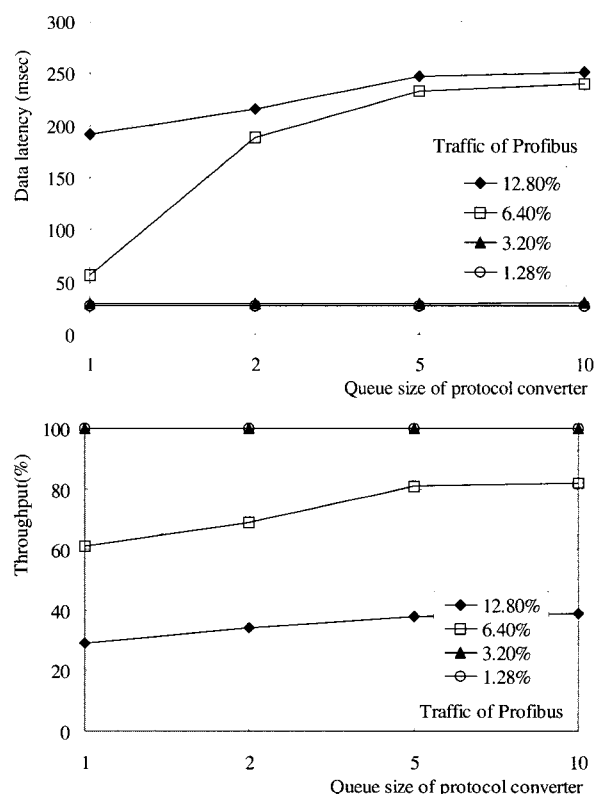 300
250
200
150
100
50
0
Data latency (msec)
Traffic of Profibus
12.80%
6.40%
3.20%
1.28%
1 2 5 10
Queue size of protocol converter
100
80
60
40
20
0
Throughput(%)
12.80%
6.40%
3.20%
1.28%
Traffic of Profibus
1 2 5 10
Queue size of protocol converter